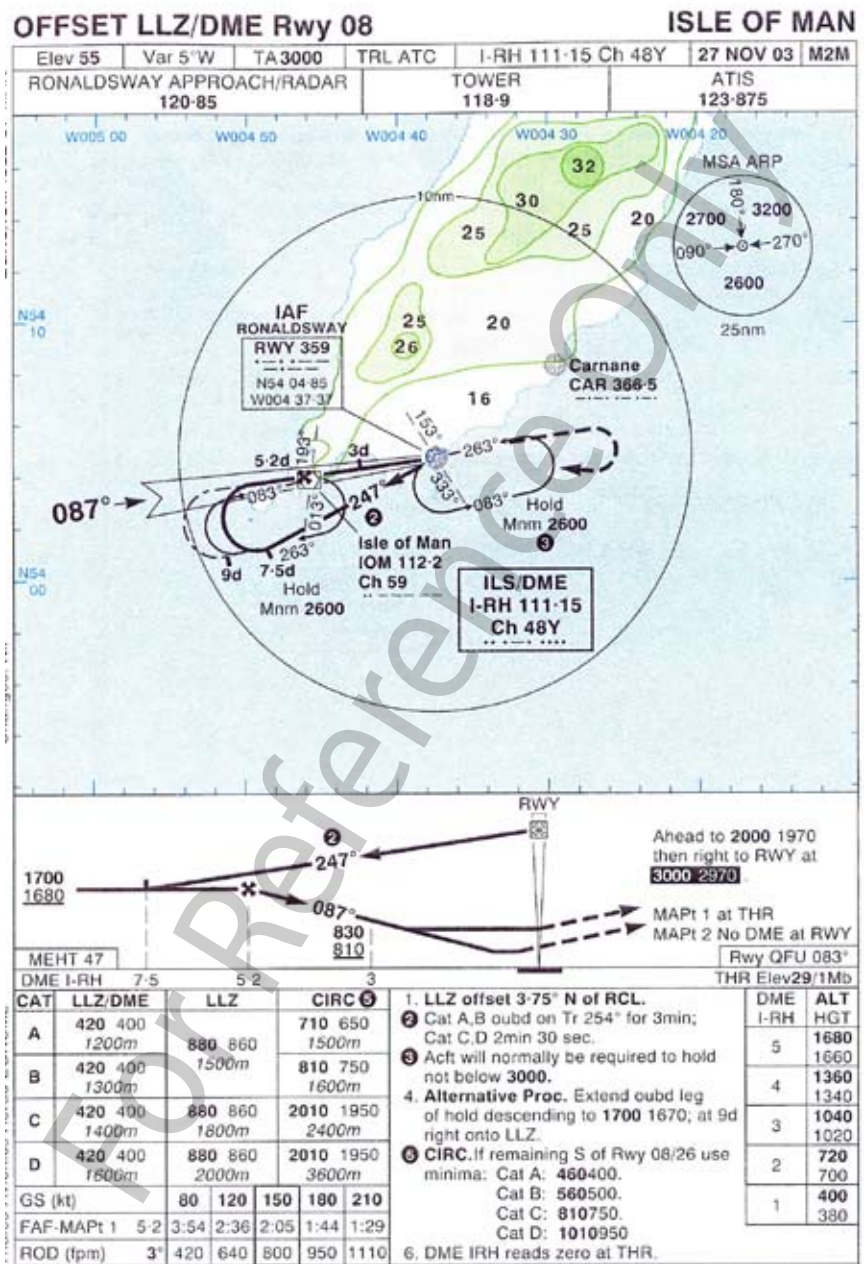 OFFSET LLZ/DME Rwy 08
ISLE OF MAN
Elev 55 Var 5°W TA 3000 TRL ATC I-RH 111·15 Ch 48Y 27 NOV 03 M2M
RONALDSWAY APPROACH/RADAR
120·85
TOWER
118·9
ATIS
123·875
W005 00 W004 50 W004 40 W004 30 W004 20
MSA ARP
180°
2700 3200
090° 270°
2600
25nm
10nm
32
30
25 25 20
N54
10
25 20
26
16
IAF
RONALDSWAY
RWY 359
N54 04·85
W004 37·37
Carnane
CAR 366·5
153°
263°
333°
083°
Hold
Mnm 2600
3
193°
5·2d 3d
087°
083°
013°
247°
2
263°
9d 7·5d
Hold
Mnm 2600
Isle of Man
IOM 112·2
Ch 59
N54
00
ILS/DME
I-RH 111·15
Ch 48Y
For Reference Only
RWY
2
247°
1700
1680
087°
830
810
Ahead to 2000 1970
then right to RWY at
3000 2970
MAPt 1 at THR
MAPt 2 No DME at RWY
MEHT 47
Rwy QFU 083°
DME I-RH 7·5 5·2 3 THR Elev29/1Mb
CAT LLZ/DME LLZ CIRC 5
A 420 400 1200m 880 860 1500m 710 650 1500m
B 420 400 1300m 810 750 1600m
C 420 400 1400m 880 860 1800m 2010 1950 2400m
D 420 400 1600m 880 860 2000m 2010 1950 3600m
GS (kt) 80 120 150 180 210
FAF-MAPt 1 5·2 3:54 2:36 2:05 1:44 1:29
ROD (fpm) 3° 420 640 800 950 1110
1. LLZ offset 3·75° N of RCL.
2 Cat A,B oubd on Tr 254° for 3min;
Cat C,D 2min 30 sec.
3 Acft will normally be required to hold
not below 3000.
4. Alternative Proc. Extend oubd leg
of hold descending to 1700 1670; at 9d
right onto LLZ.
5 CIRC. If remaining S of Rwy 08/26 use
minima: Cat A: 460400.
Cat B: 560500.
Cat C: 810750.
Cat D: 1010950
6. DME IRH reads zero at THR.
DME I-RH ALT HGT
5 1680 1660
4 1360 1340
3 1040 1020
2 720 700
1 400 380